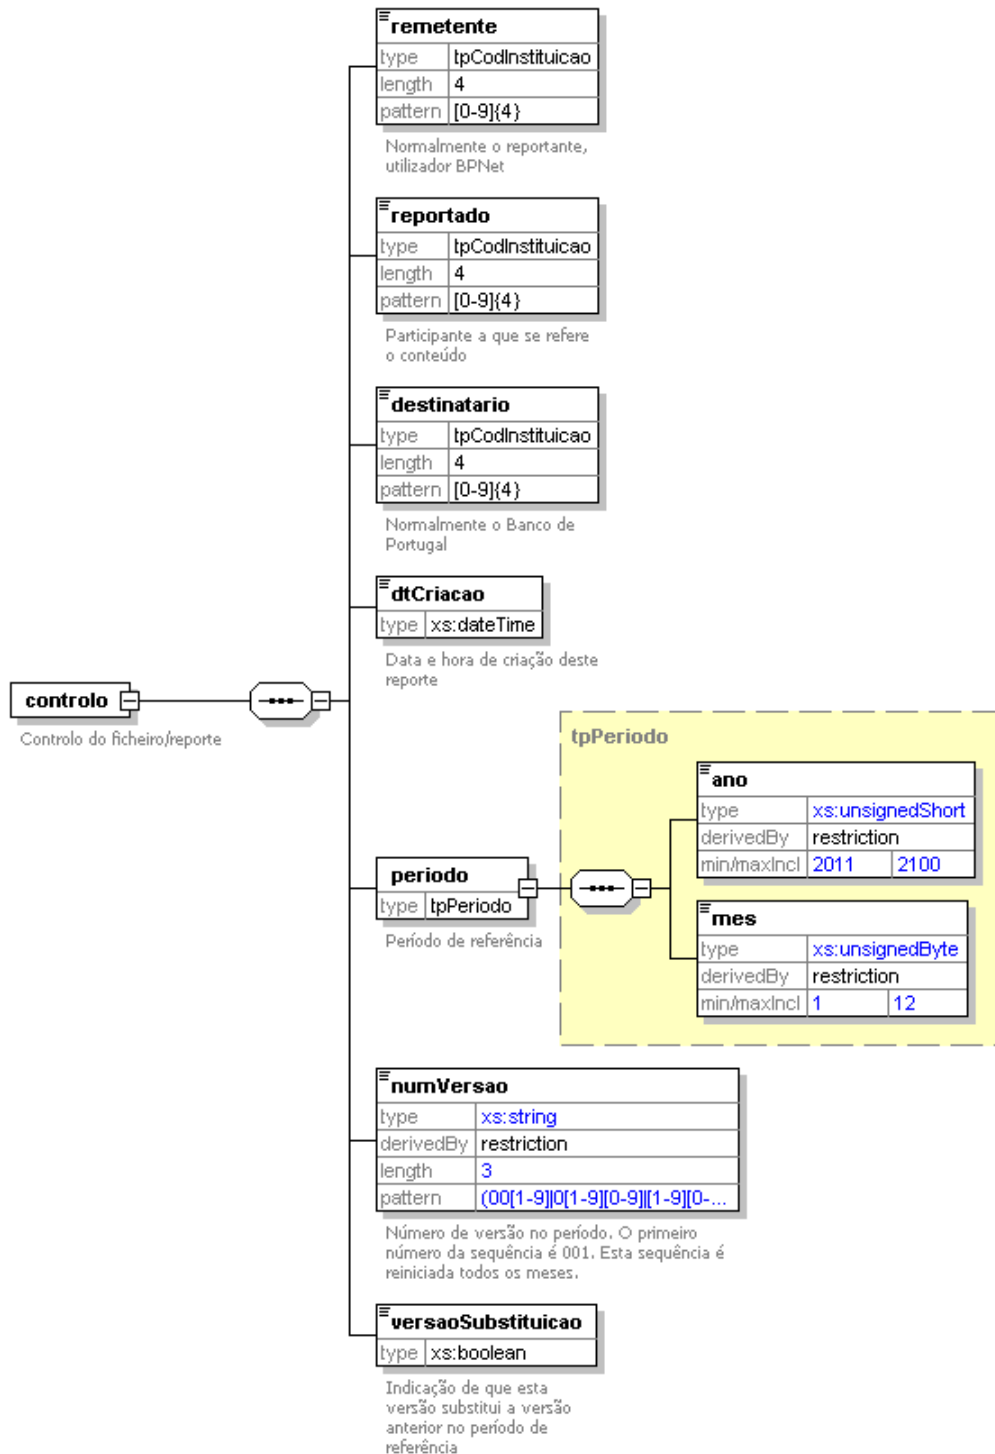 remetente
type tpCodInstituicao
length 4
pattern [0-9]{4}
Normalmente o reportante,
utilizador BPNet
reportado
type tpCodInstituicao
length 4
pattern [0-9]{4}
Participante a que se refere
o conteúdo
destinatario
type tpCodInstituicao
length 4
pattern [0-9]{4}
Normalmente o Banco de
Portugal
dtCriacao
type xs:dateTime
Data e hora de criação deste
reporte
controlo
Controlo do ficheiro/reporte
tpPeriodo
ano
type xs:unsignedShort
derivedBy restriction
min/maxIncl 2011 2100
periodo
type tpPeriodo
Período de referência
mes
type xs:unsignedByte
derivedBy restriction
min/maxIncl 1 12
numVersao
type xs:string
derivedBy restriction
length 3
pattern (00[1-9]|0[1-9][0-9]|[1-9][0-...
Número de versão no período. O primeiro
número da sequência é 001. Esta sequência é
reiniciada todos os meses.
versaoSubstituicao
type xs:boolean
Indicação de que esta
versão substitui a versão
anterior no período de
referência